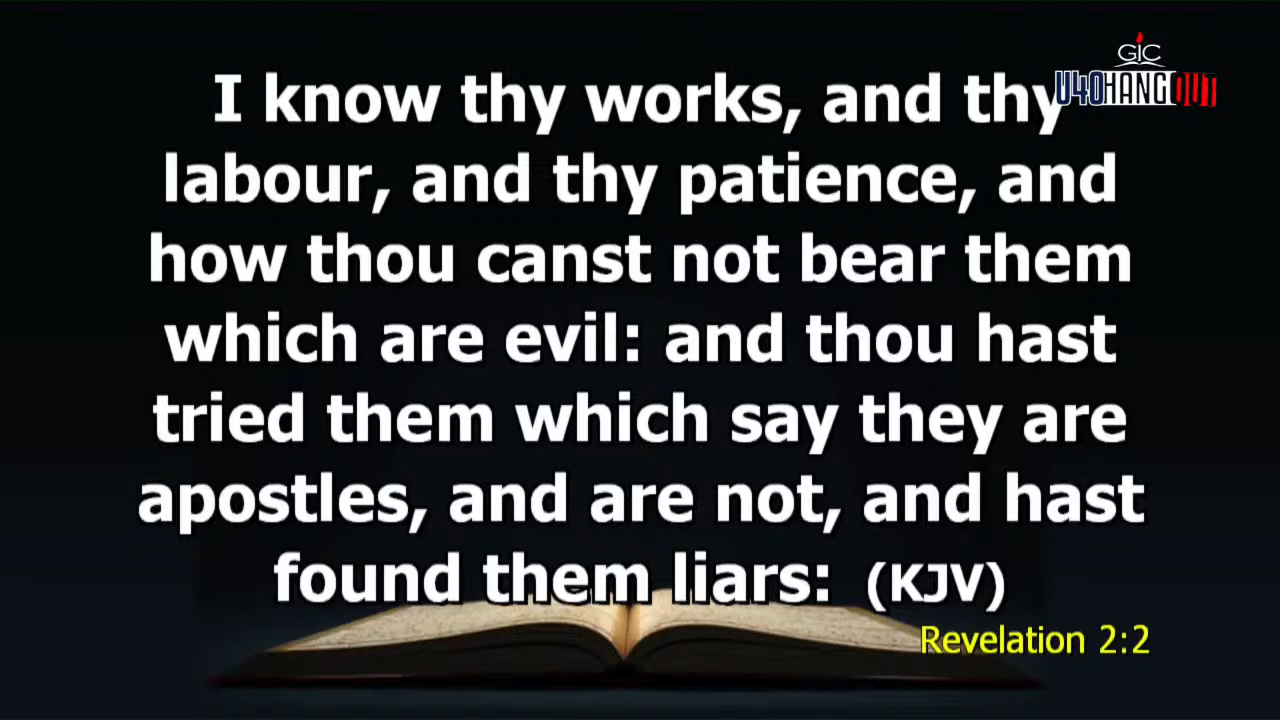 GIC
U40HANGOUT
I know thy works, and thy
labour, and thy patience, and
how thou canst not bear them
which are evil: and thou hast
tried them which say they are
apostles, and are not, and hast
found them liars: (KJV)
Revelation 2:2